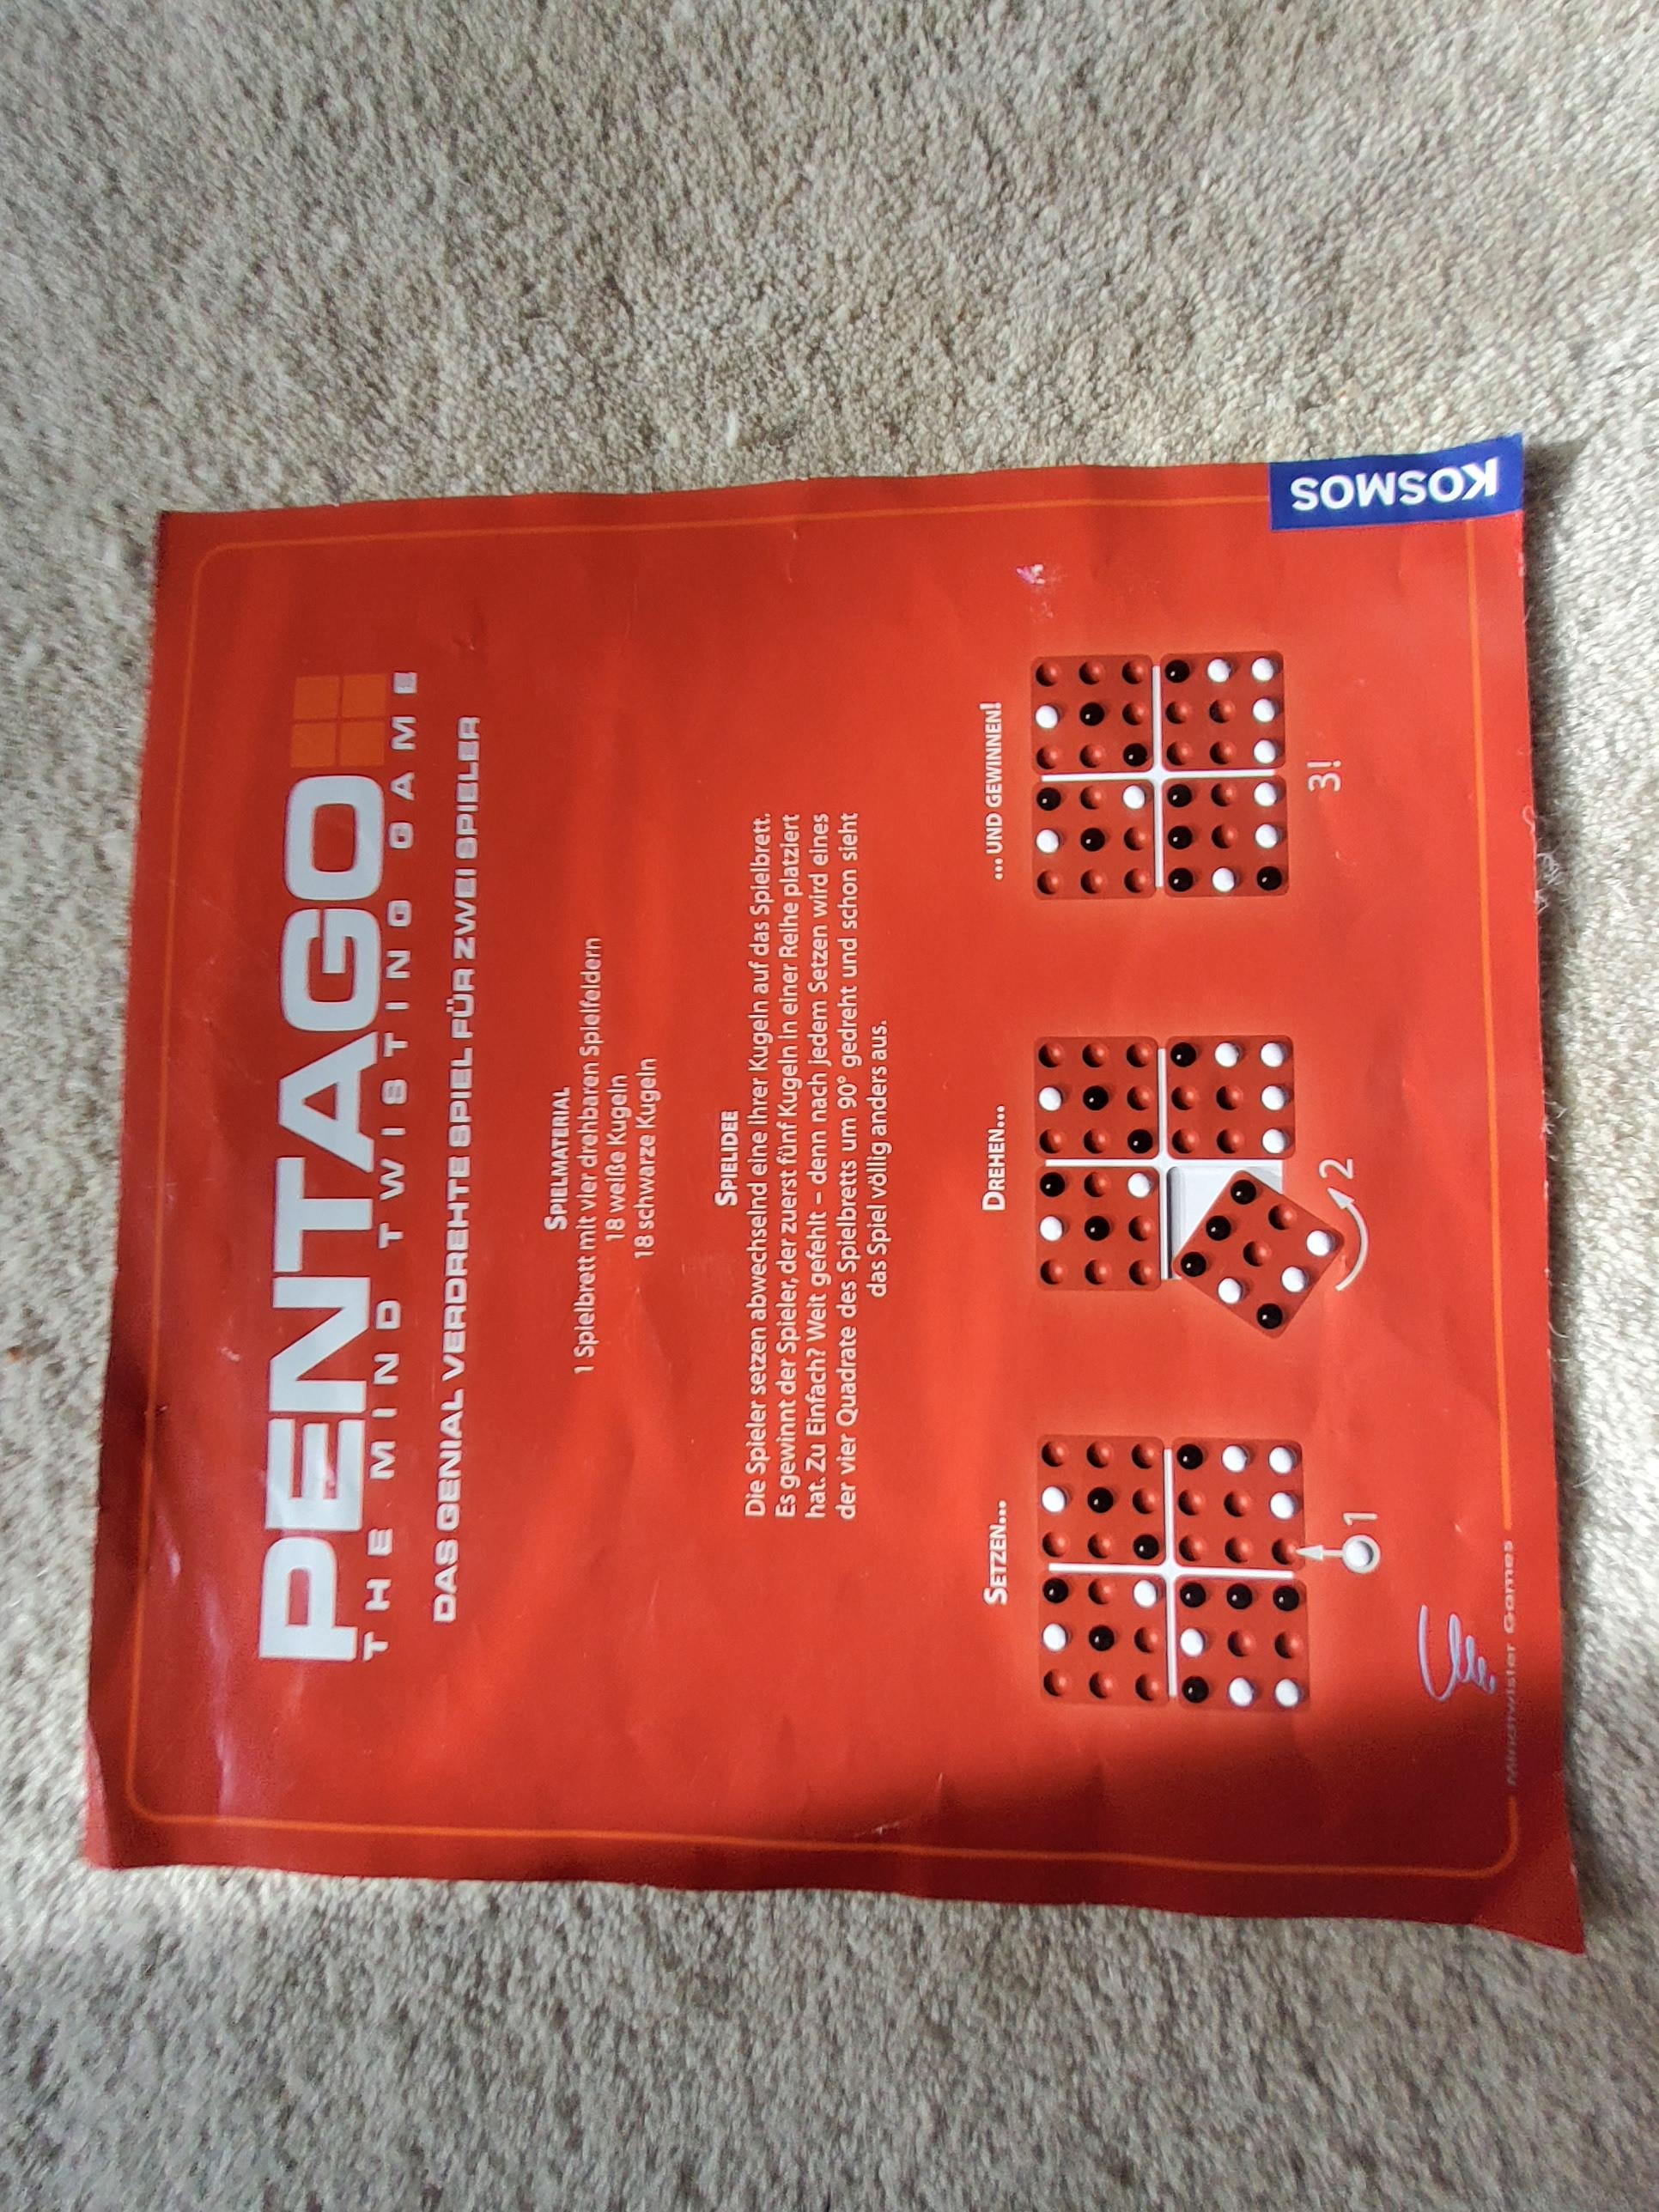 PENTAGO
THE MIND TWISTING GAME
DAS GENIAL VERDREHTE SPIEL FÜR ZWEI SPIELER
SPIELMATERIAL
1 Spielbrett mit vier drehbaren Spielfeldern
18 weiße Kugeln
18 schwarze Kugeln
SPIELIDEE
Die Spieler setzen abwechselnd eine ihrer Kugeln auf das Spielbrett.
Es gewinnt der Spieler, der zuerst fünf Kugeln in einer Reihe platziert
hat. Zu Einfach? Weit gefehlt – denn nach jedem Setzen wird eines
der vier Quadrate des Spielbretts um 90° gedreht und schon sieht
das Spiel völlig anders aus.
SETZEN...
DREHEN...
...UND GEWINNEN!
1
2
3!
Mindtwister Games
KOSMOS